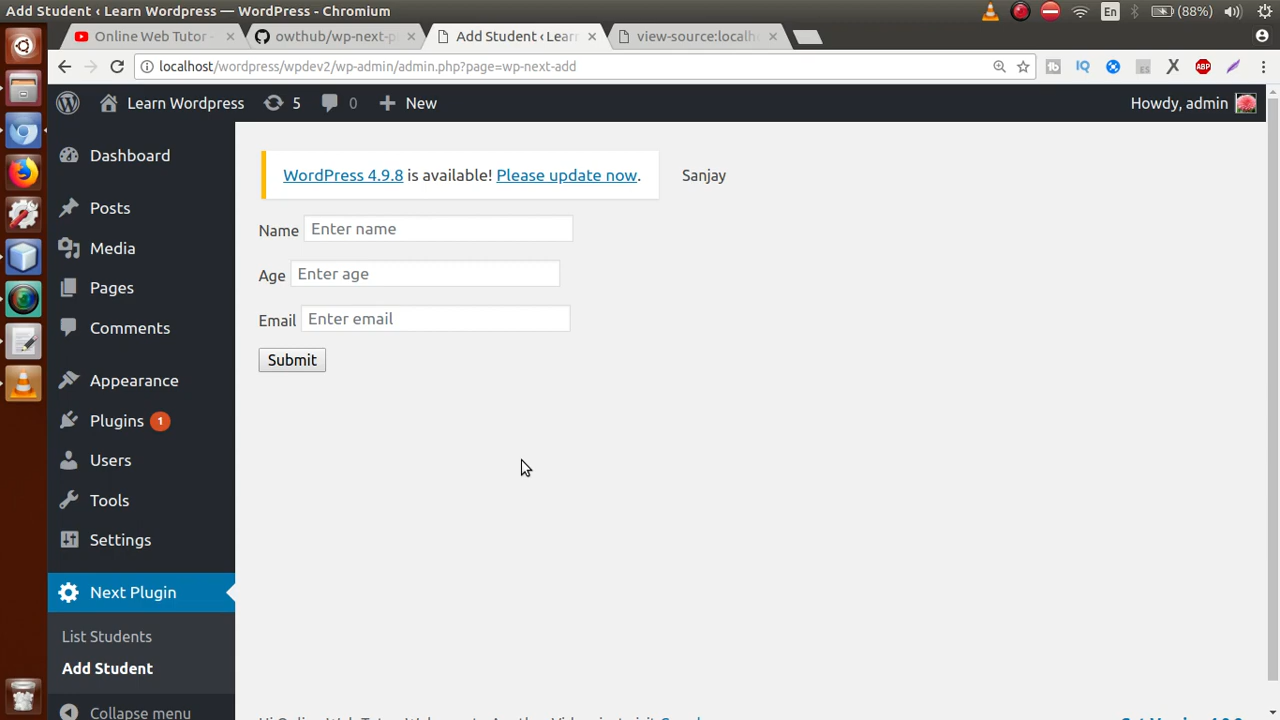 Add Student ‹ Learn Wordpress — WordPress - Chromium
En (88%)
Online Web Tutor -
owthub/wp-next-p
Add Student ‹ Lear
view-source:localh
localhost/wordpress/wpdev2/wp-admin/admin.php?page=wp-next-add
IQ
ABP
Learn Wordpress 5 0 New
Howdy, admin
Dashboard
Posts
Media
Pages
Comments
Appearance
Plugins 1
Users
Tools
Settings
Next Plugin
List Students
Add Student
Collapse menu
WordPress 4.9.8 is available! Please update now.
Sanjay
Name Enter name
Age Enter age
Email Enter email
Submit